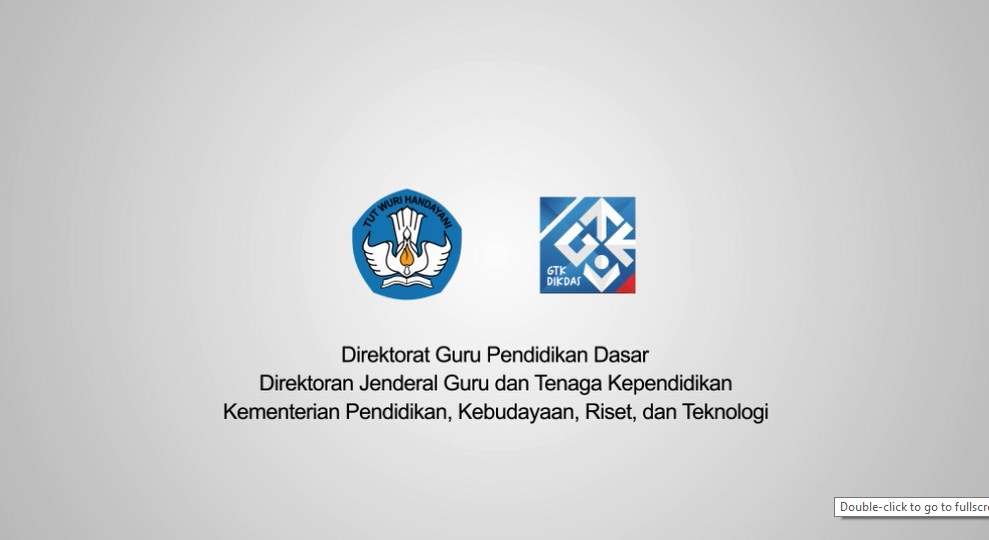 TUT WURI HANDAYANI
GTK
GTK
DIKDAS
Direktorat Guru Pendidikan Dasar
Direktoran Jenderal Guru dan Tenaga Kependidikan
Kementerian Pendidikan, Kebudayaan, Riset, dan Teknologi
Double-click to go to